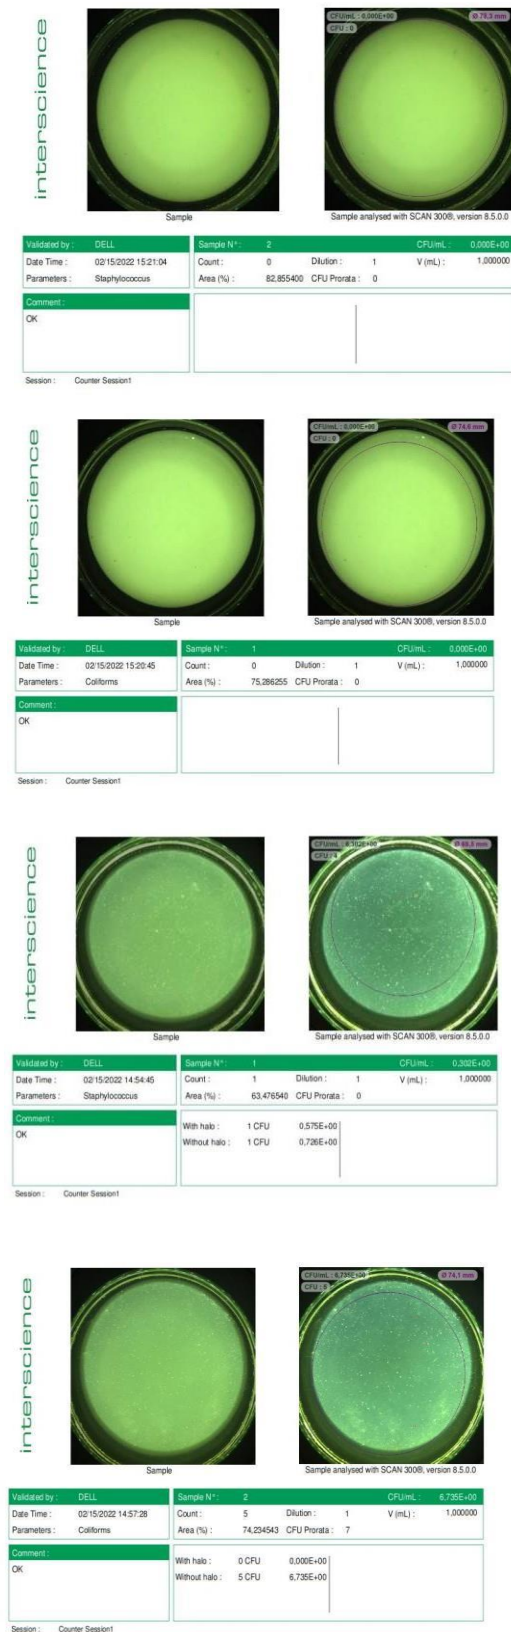 interscience
CFU/mL : 0,000E+00
CFU : 0
Ø 78,3 mm
Sample
Sample analysed with SCAN 300®, version 8.5.0.0
Validated by : DELL
Date Time : 02/15/2022 15:21:04
Parameters : Staphylococcus
Sample N° : 2 CFU/mL : 0,000E+00
Count : 0 Dilution : 1 V (mL) : 1,000000
Area (%) : 82,855400 CFU Prorata : 0
Comment :
OK
Session : Counter Session1
interscience
CFU/mL : 0,000E+00
CFU : 0
Ø 74,6 mm
Sample
Sample analysed with SCAN 300®, version 8.5.0.0
Validated by : DELL
Date Time : 02/15/2022 15:20:45
Parameters : Coliforms
Sample N° : 1 CFU/mL : 0,000E+00
Count : 0 Dilution : 1 V (mL) : 1,000000
Area (%) : 75,286255 CFU Prorata : 0
Comment :
OK
Session : Counter Session1
interscience
CFU/mL :
CFU : 4
mm
Sample
Sample analysed with SCAN 300®, version 8.5.0.0
Validated by : DELL
Date Time : 02/15/2022 14:54:45
Parameters : Staphylococcus
Sample N° : 1 CFU/mL : 0,302E+00
Count : 1 Dilution : 1 V (mL) : 1,000000
Area (%) : 63,476540 CFU Prorata : 0
Comment :
OK
With halo : 1 CFU 0,575E+00
Without halo : 1 CFU 0,726E+00
Session : Counter Session1
interscience
CFU/mL : 6,735E+00
CFU : 5
Ø 74,1 mm
Sample
Sample analysed with SCAN 300®, version 8.5.0.0
Validated by : DELL
Date Time : 02/15/2022 14:57:28
Parameters : Coliforms
Sample N° : 2 CFU/mL : 6,735E+00
Count : 5 Dilution : 1 V (mL) : 1,000000
Area (%) : 74,234543 CFU Prorata : 7
Comment :
OK
With halo : 0 CFU 0,000E+00
Without halo : 5 CFU 6,735E+00
Session : Counter Session1